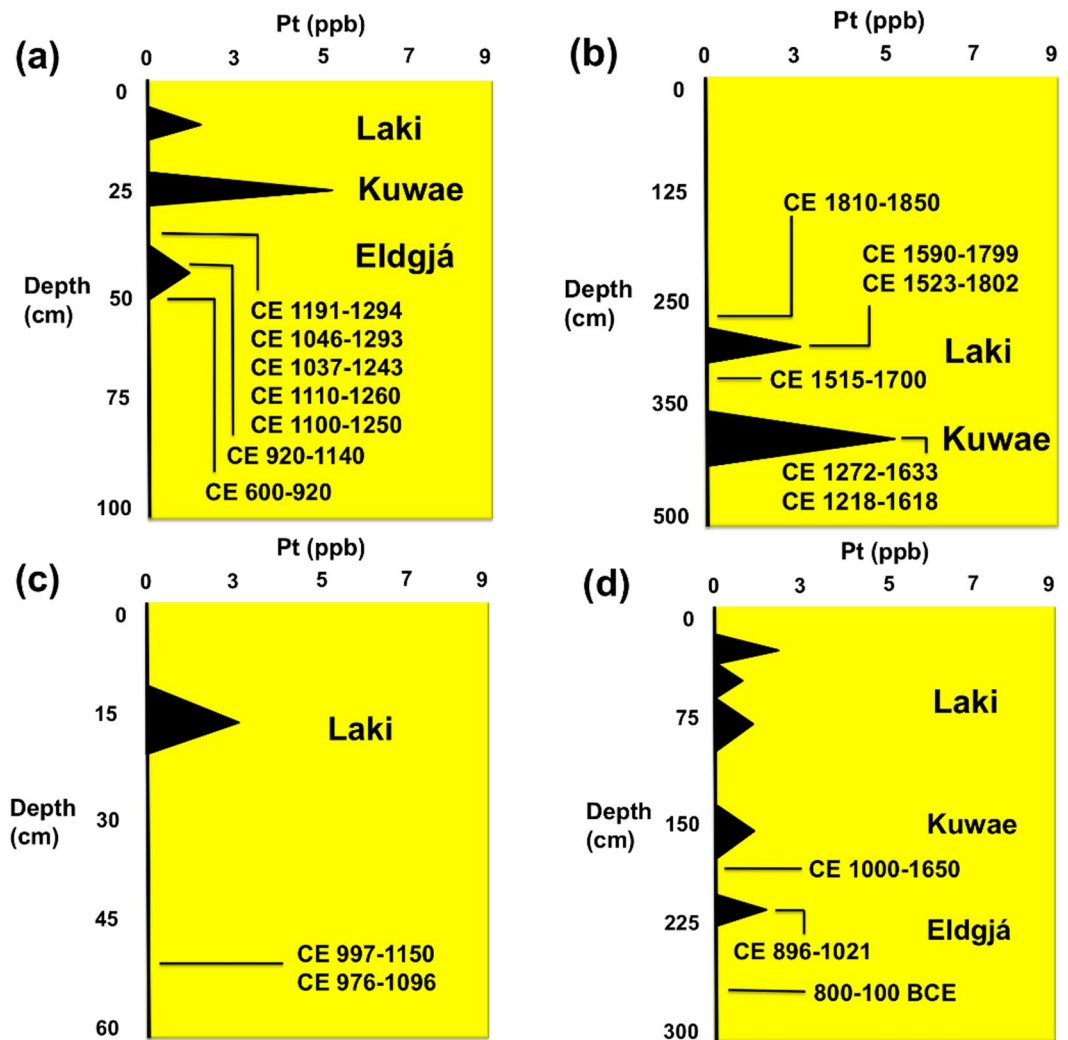 (a)
Pt (ppb)
0 3 5 7 9
0
25
Depth
(cm)
50
75
100
Laki
Kuwae
Eldgjá
CE 1191-1294
CE 1046-1293
CE 1037-1243
CE 1110-1260
CE 1100-1250
CE 920-1140
CE 600-920
(b)
Pt (ppb)
0 3 5 7 9
0
125
Depth
(cm)
250
350
500
CE 1810-1850
CE 1590-1799
CE 1523-1802
Laki
CE 1515-1700
Kuwae
CE 1272-1633
CE 1218-1618
(c)
Pt (ppb)
0 3 5 7 9
0
15
30
Depth
(cm)
45
60
Laki
CE 997-1150
CE 976-1096
(d)
Pt (ppb)
0 3 5 7 9
0
75
Depth
(cm)
150
225
300
Laki
Kuwae
CE 1000-1650
Eldgjá
CE 896-1021
800-100 BCE